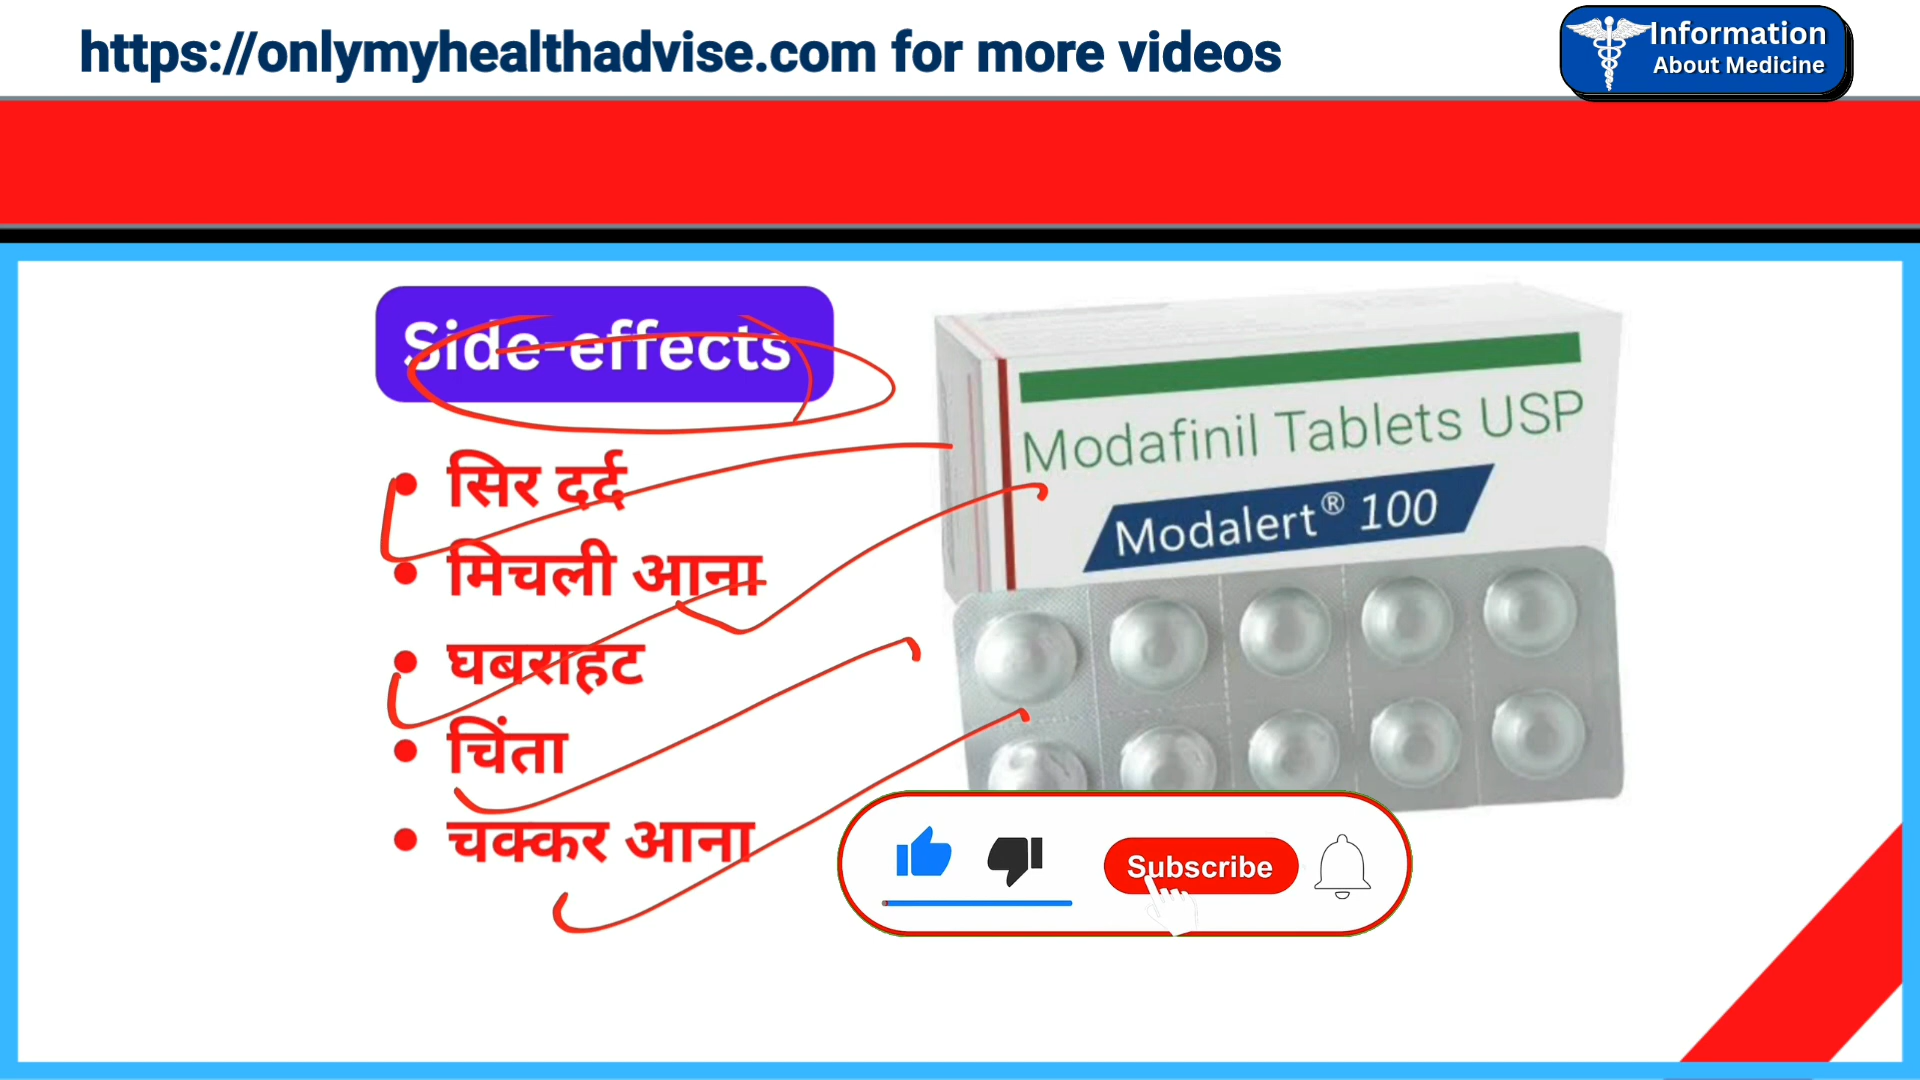 https://onlymyhealthadvise.com for more videos
Information
About Medicine
Side-effects
• सिर दर्द
• मिचली आना
• घबराहट
• चिंता
• चक्कर आना
Modafinil Tablets USP
Modalert® 100
Subscribe